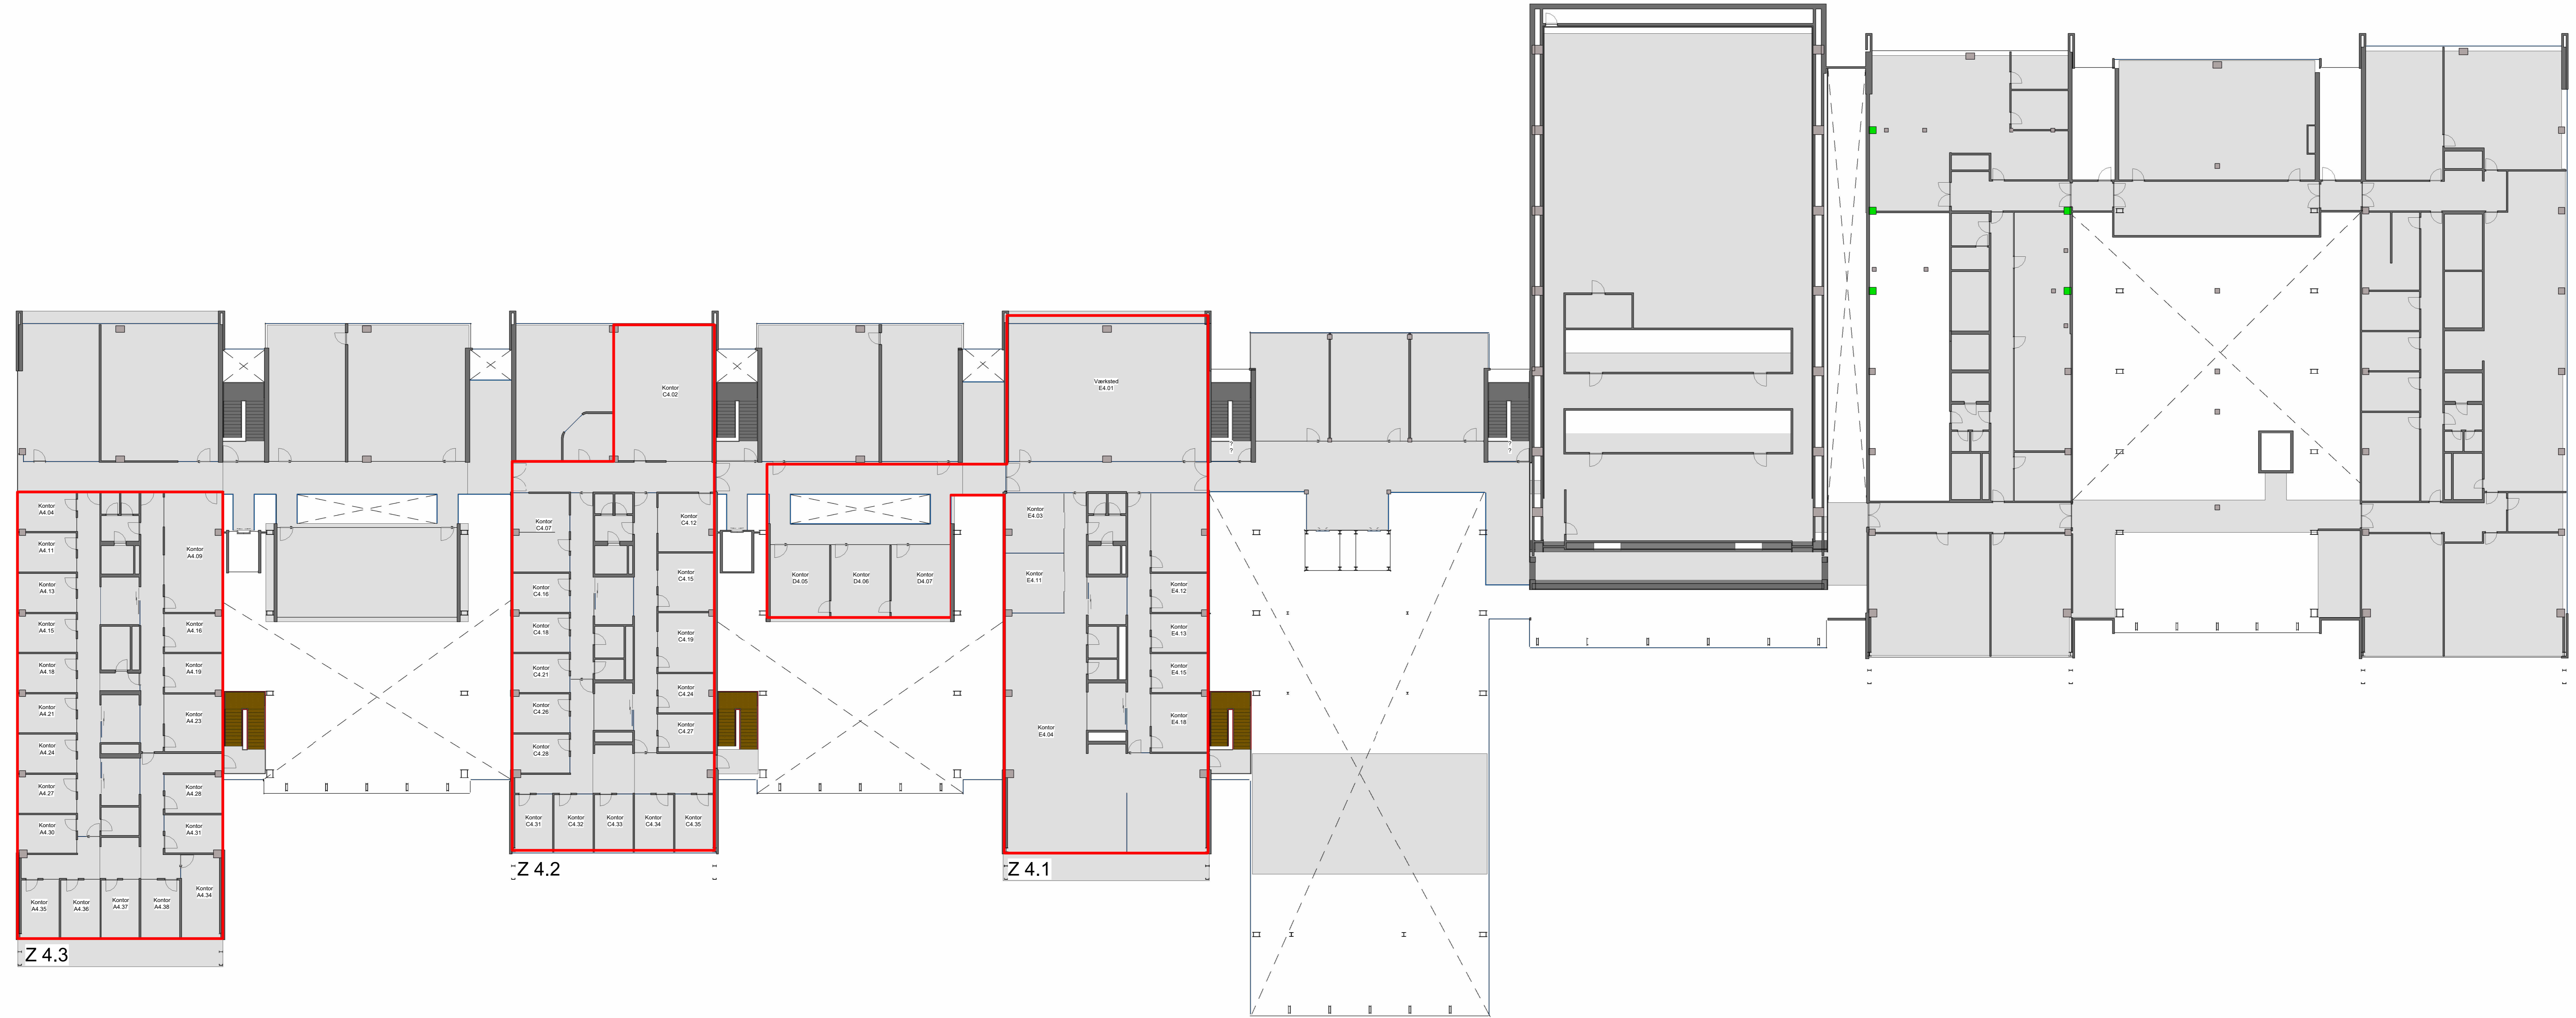 Kontor
C4.02
Værksted
E4.01
?
?
?
?
Kontor
A4.04
Kontor
A4.09
Kontor
A4.11
Kontor
A4.13
Kontor
A4.15
Kontor
A4.16
Kontor
A4.18
Kontor
A4.19
Kontor
A4.21
Kontor
A4.23
Kontor
A4.24
Kontor
A4.27
Kontor
A4.28
Kontor
A4.30
Kontor
A4.31
Kontor
A4.34
Kontor
A4.35
Kontor
A4.36
Kontor
A4.37
Kontor
A4.38
Z 4.3
Kontor
C4.07
Kontor
C4.12
Kontor
C4.15
Kontor
C4.16
Kontor
C4.18
Kontor
C4.19
Kontor
C4.21
Kontor
C4.24
Kontor
C4.26
Kontor
C4.27
Kontor
C4.28
Kontor
C4.31
Kontor
C4.32
Kontor
C4.33
Kontor
C4.34
Kontor
C4.35
Z 4.2
Kontor
D4.05
Kontor
D4.06
Kontor
D4.07
Kontor
E4.03
Kontor
E4.11
Kontor
E4.12
Kontor
E4.13
Kontor
E4.15
Kontor
E4.18
Kontor
E4.04
Z 4.1